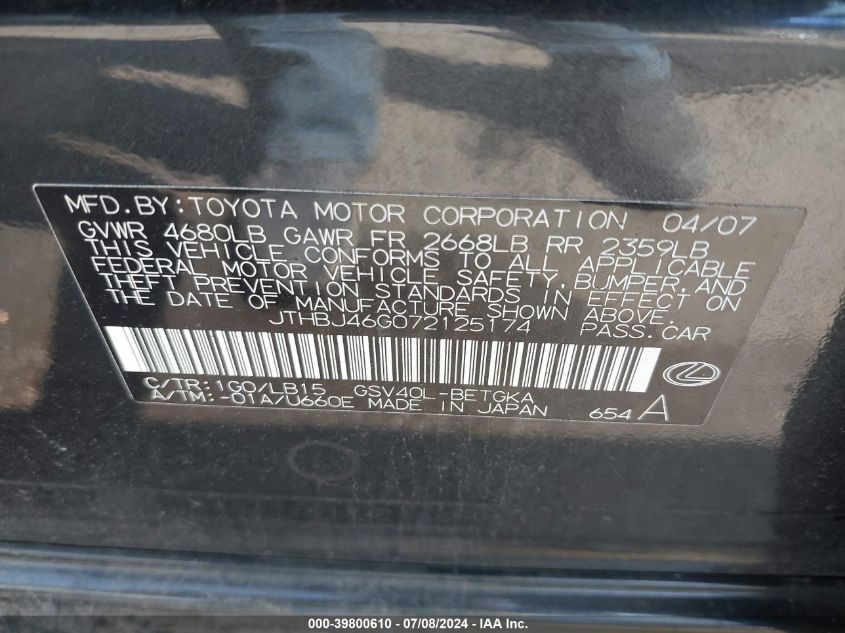 MFD.BY:TOYOTA MOTOR CORPORATION 04/07
GVWR 4680LB GAWR FR 2668LB RR 2359LB
THIS VEHICLE CONFORMS TO ALL APPLICABLE
FEDERAL MOTOR VEHICLE SAFETY,BUMPER,AND
THEFT PREVENTION STANDARDS IN EFFECT ON
THE DATE OF MANUFACTURE SHOWN ABOVE.
JTHBJ46G072125174 PASS.CAR
C/TR:1G0/LB15 GSV40L-BETGKA
A/TM:-01A/U660E MADE IN JAPAN 654 A
000-39800610 - 07/08/2024 - IAA Inc.